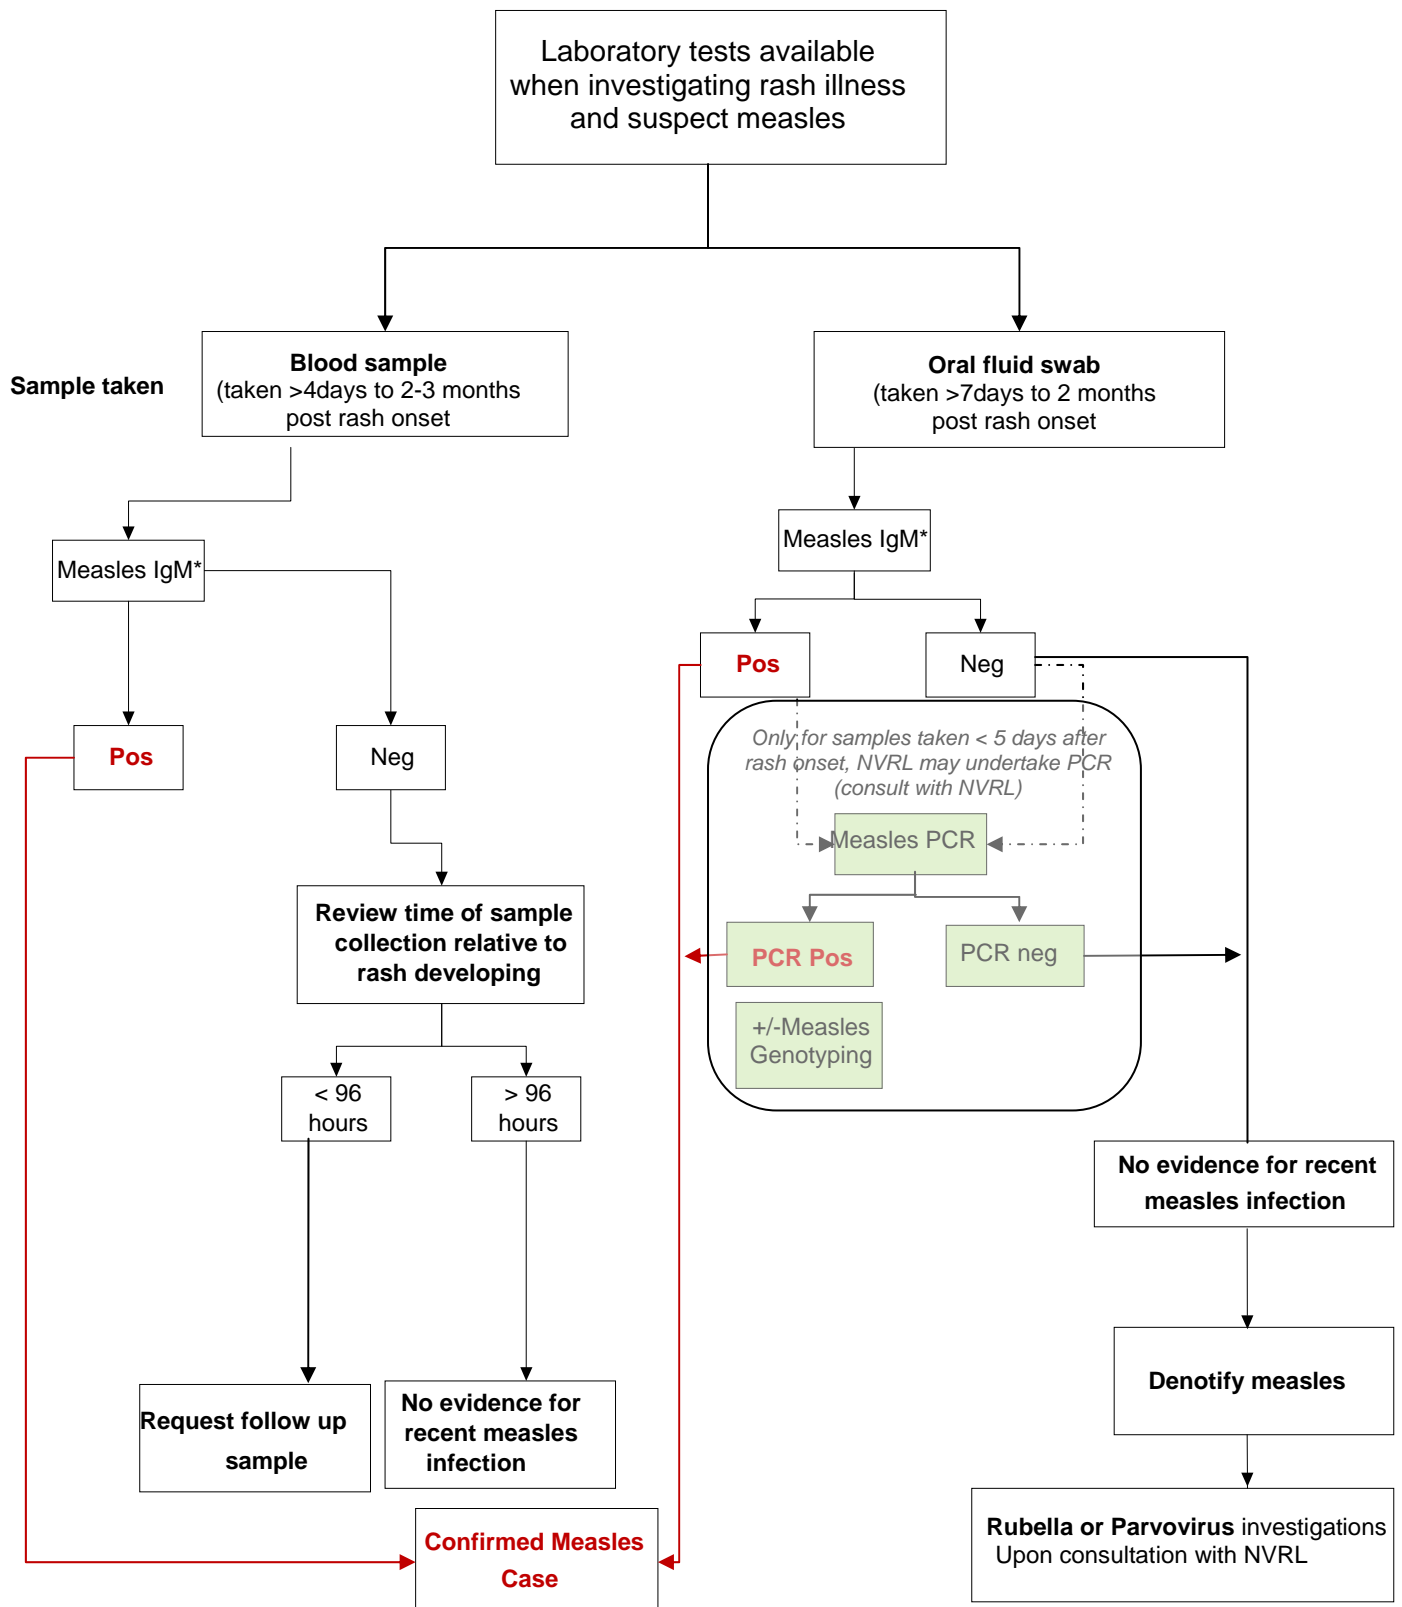 Laboratory tests available
when investigating rash illness
and suspect measles
Sample taken
Blood sample
(taken >4days to 2-3 months
post rash onset
Oral fluid swab
(taken >7days to 2 months
post rash onset
Measles IgM*
Measles IgM*
Pos
Neg
Pos
Neg
Only for samples taken < 5 days after
rash onset, NVRL may undertake PCR
(consult with NVRL)
Measles PCR
PCR Pos
PCR neg
+/-Measles
Genotyping
Review time of sample
collection relative to
rash developing
< 96
hours
> 96
hours
Request follow up
sample
No evidence for
recent measles
infection
No evidence for recent
measles infection
Denotify measles
Rubella or Parvovirus investigations
Upon consultation with NVRL
Confirmed Measles
Case